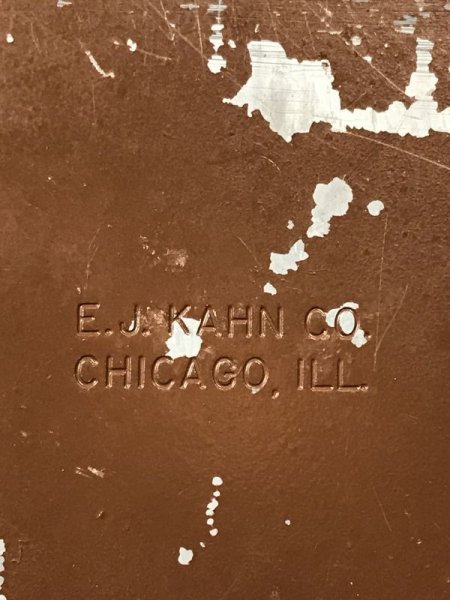 E.J. KAHN CO.
CHICAGO, ILL.